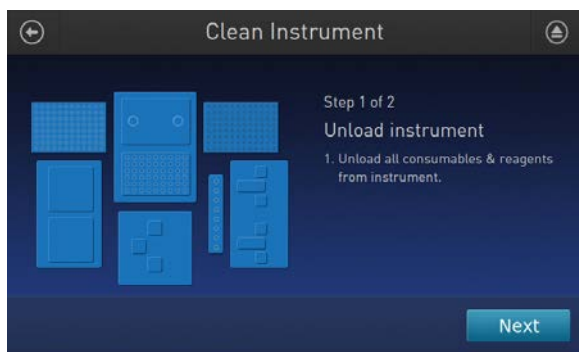 Clean Instrument
Step 1 of 2
Unload instrument
1. Unload all consumables & reagents
from instrument.
Next